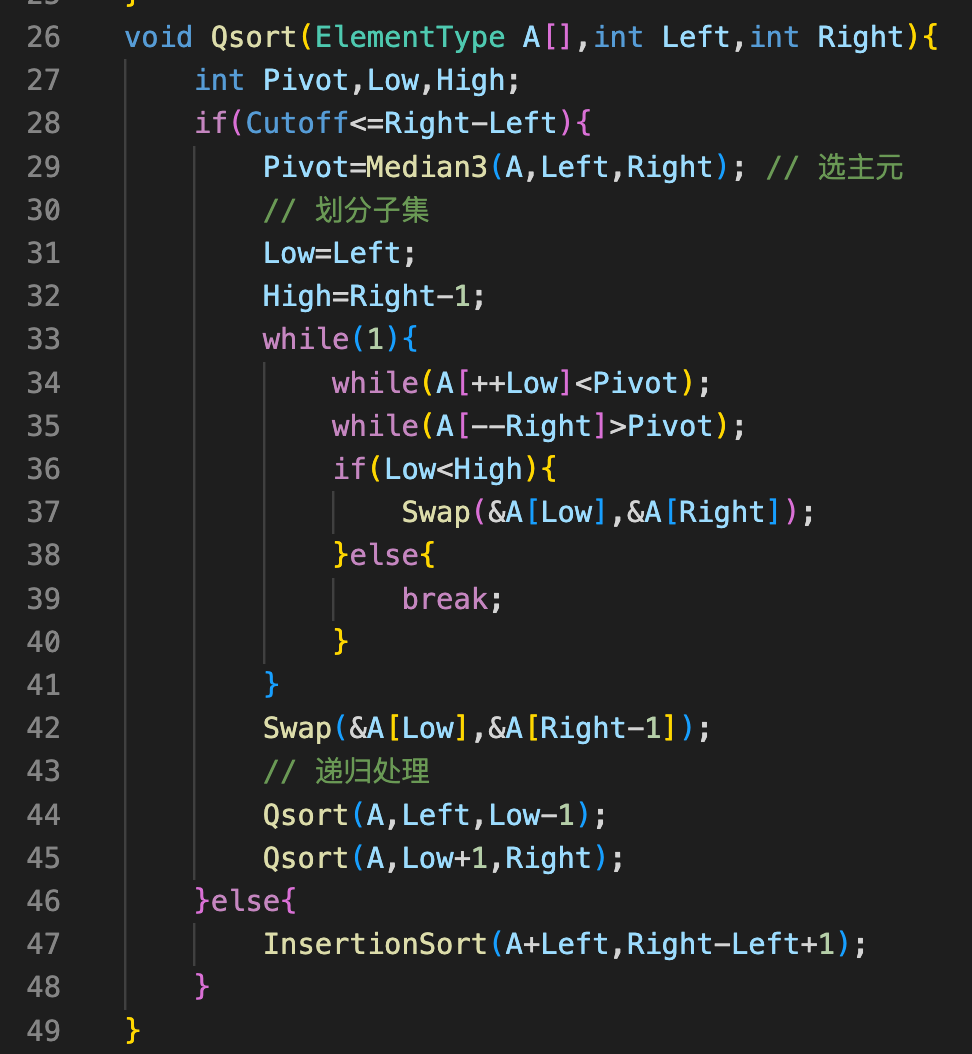 26 void Qsort(ElementType A[],int Left,int Right){
27 int Pivot,Low,High;
28 if(Cutoff<=Right-Left){
29 Pivot=Median3(A,Left,Right); // 选主元
30 // 划分子集
31 Low=Left;
32 High=Right-1;
33 while(1){
34 while(A[++Low]<Pivot);
35 while(A[--Right]>Pivot);
36 if(Low<High){
37 Swap(&A[Low],&A[Right]);
38 }else{
39 break;
40 }
41 }
42 Swap(&A[Low],&A[Right-1]);
43 // 递归处理
44 Qsort(A,Left,Low-1);
45 Qsort(A,Low+1,Right);
46 }else{
47 InsertionSort(A+Left,Right-Left+1);
48 }
49 }